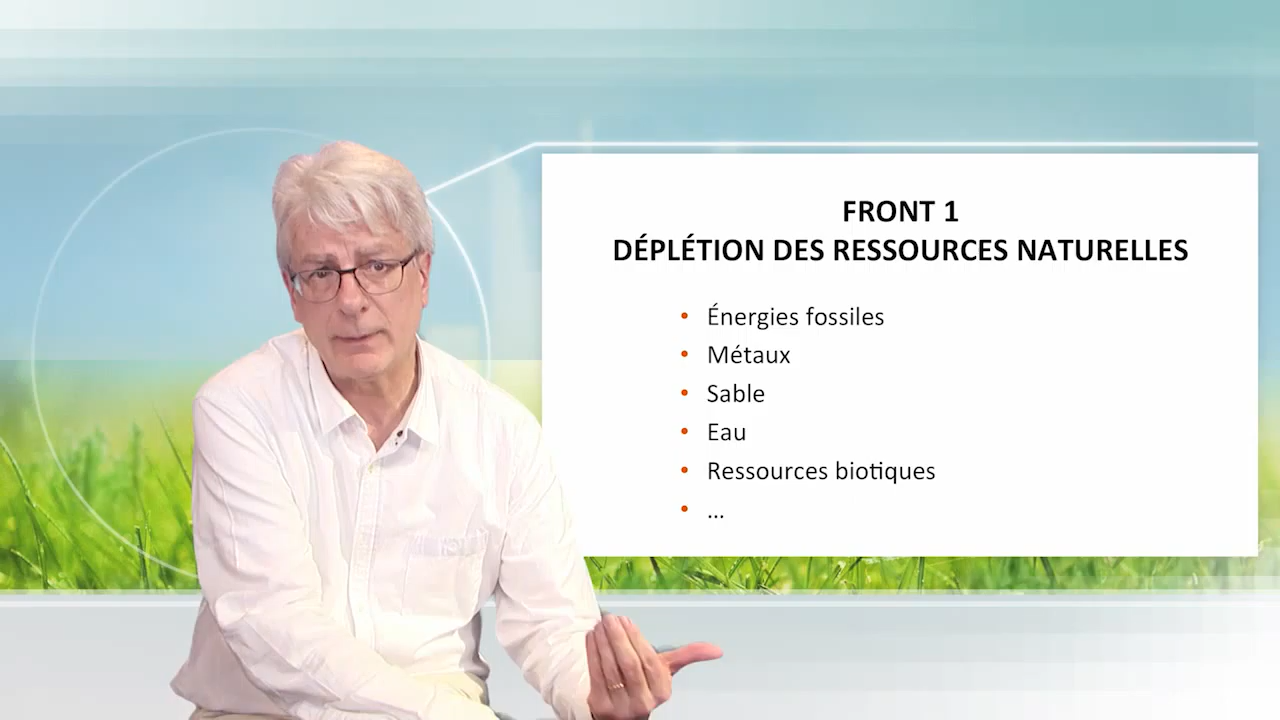 FRONT 1
DÉPLÉTION DES RESSOURCES NATURELLES
• Énergies fossiles
• Métaux
• Sable
• Eau
• Ressources biotiques
• ...